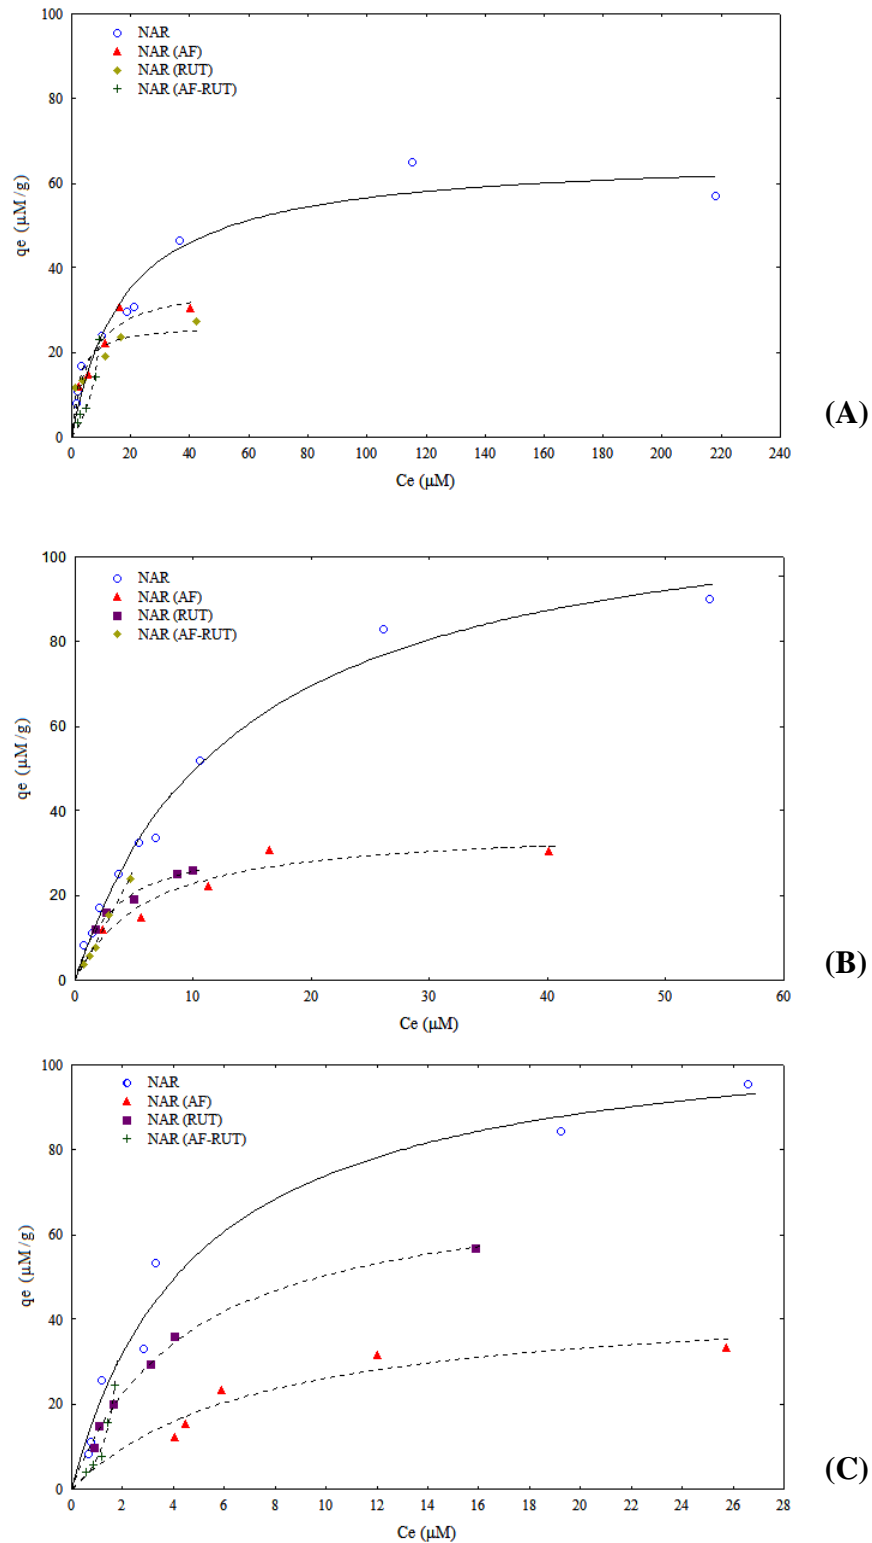 100
80
60
40
20
0
qe (µM/g)
NAR
NAR (AF)
NAR (RUT)
NAR (AF-RUT)
0 20 40 60 80 100 120 140 160 180 200 220 240
Ce (µM)
(A)
100
80
60
40
20
0
qe (µM/g)
NAR
NAR (AF)
NAR (RUT)
NAR (AF-RUT)
0 10 20 30 40 50 60
Ce (µM)
(B)
100
80
60
40
20
0
qe (µM/g)
NAR
NAR (AF)
NAR (RUT)
NAR (AF-RUT)
0 2 4 6 8 10 12 14 16 18 20 22 24 26 28
Ce (µM)
(C)